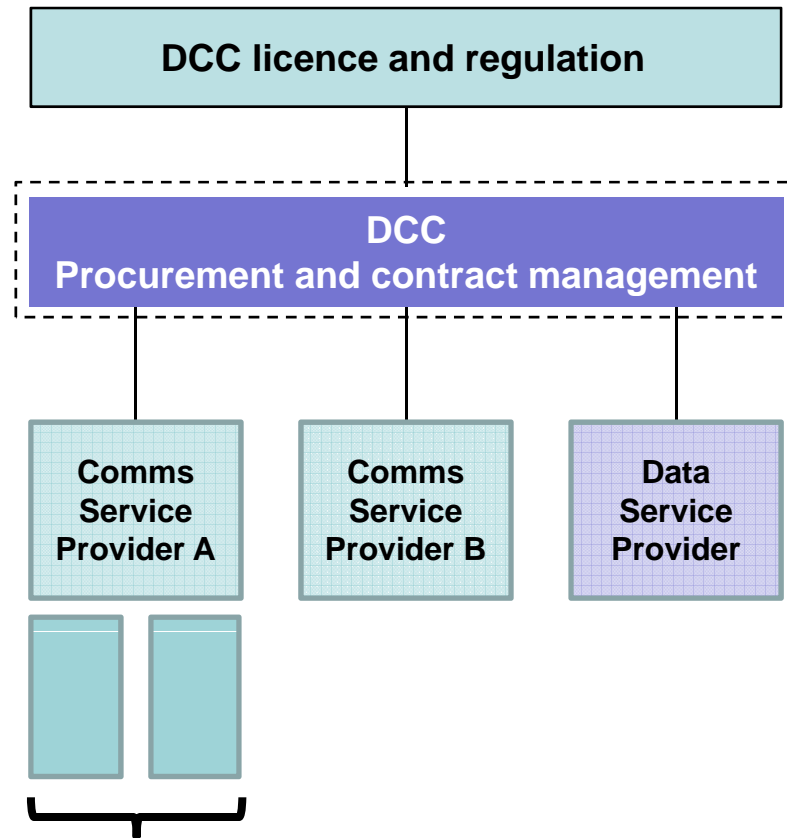 DCC licence and regulation
DCC
Procurement and contract management
Comms
Service
Provider A
Comms
Service
Provider B
Data
Service
Provider